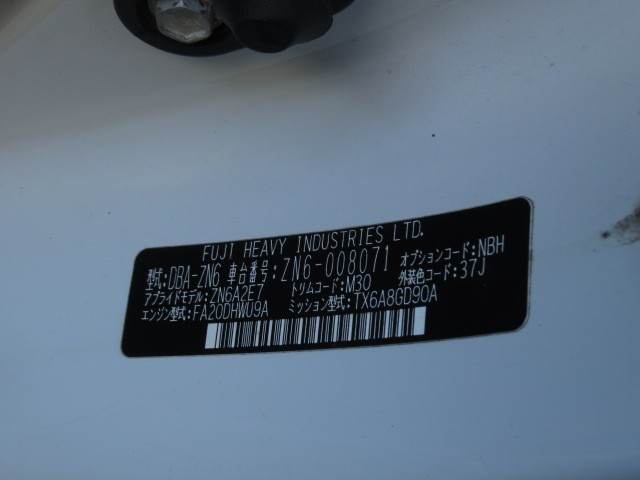 FUJI HEAVY INDUSTRIES LTD.
型式:DBA-ZN6 車台番号:ZN6-008071 オプションコード:NBH
アプライドモデル:ZN6A2E7 トリムコード:M30 外装色コード:37J
エンジン型式:FA20DHWU9A ミッション型式:TX6A8GD90A